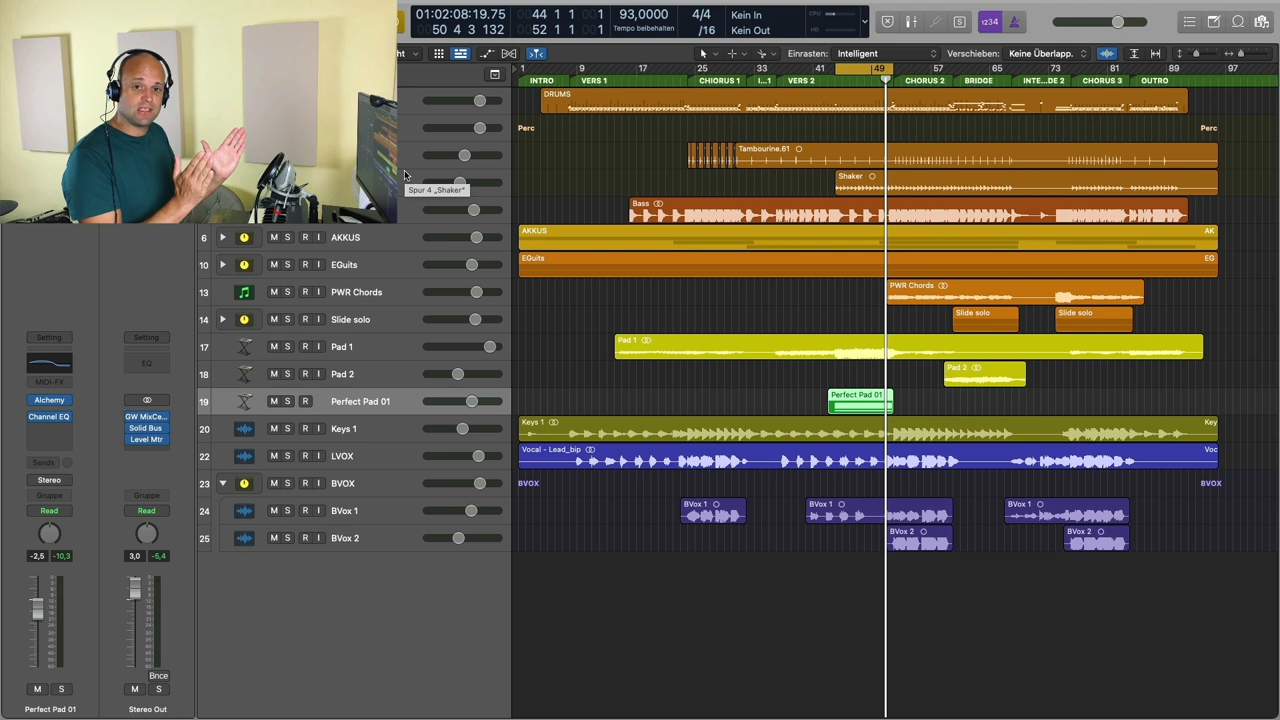 01:02:08:19.75 44 1 1 1 93,0000 4/4 Kein In CPU
50 4 3 132 52 1 1 1 Tempo beibehalten /16 Kein Out HD
S 1234
Einrasten: Intelligent Verschieben: Keine Überlapp.
1 9 17 25 33 41 49 57 65 73 81 89 97
INTRO VERS 1 CHIORUS 1 I...1 VERS 2 CHORUS 2 BRIDGE INTE...DE 2 CHORUS 3 OUTRO
DRUMS
Perc Perc
Tambourine.61
Spur 4 „Shaker“
Shaker
Bass
6 M S R I AKKUS AKKUS AK
10 M S R I EGuits EGuits EG
13 M S R I PWR Chords PWR Chords
14 M S R I Slide solo Slide solo Slide solo
17 M S R I Pad 1 Pad 1
18 M S R I Pad 2 Pad 2
19 M S R Perfect Pad 01 Perfect Pad 01
20 M S R I Keys 1 Keys 1 Key
22 M S R I LVOX Vocal - Lead_bip Voc
23 M S R I BVOX BVOX BVOX
24 M S R I BVox 1 BVox 1 BVox 1 BVox 1
25 M S R I BVox 2 BVox 2 BVox 2
Setting Setting
EQ
MIDI-FX
Alchemy
Channel EQ GW MixCe...
Solid Bus
Level Mtr
Sends
Stereo
Gruppe Gruppe
Read Read
-2,5 -10,3 3,0 -5,4
Bnce
M S M S
Perfect Pad 01 Stereo Out